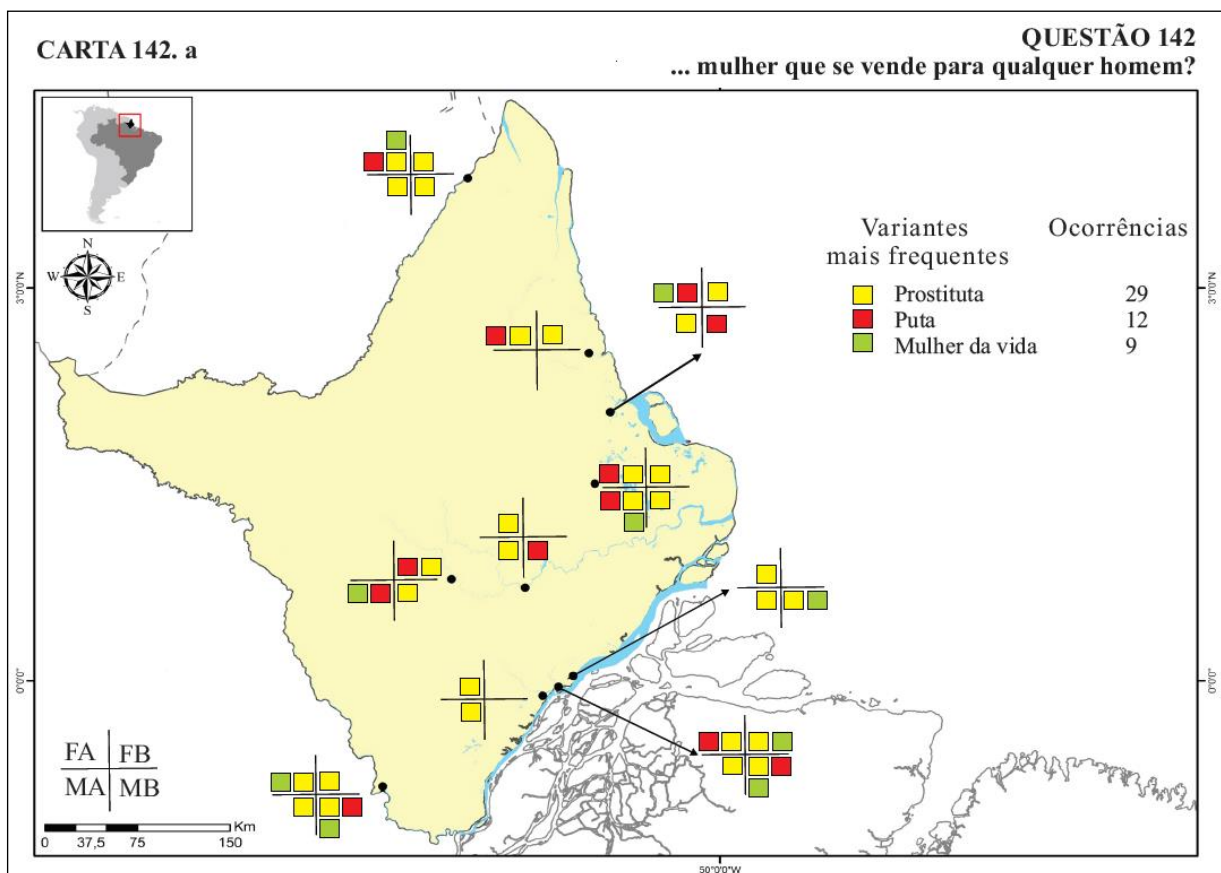 CARTA 142. a
QUESTÃO 142
... mulher que se vende para qualquer homem?
N
W E
S
3°0'0"N
3°0'0"N
Variantes
mais frequentes
Ocorrências
Prostituta 29
Puta 12
Mulher da vida 9
0°0'0"
0°0'0"
FA FB
MA MB
Km
0 37,5 75 150
50°0'0"W